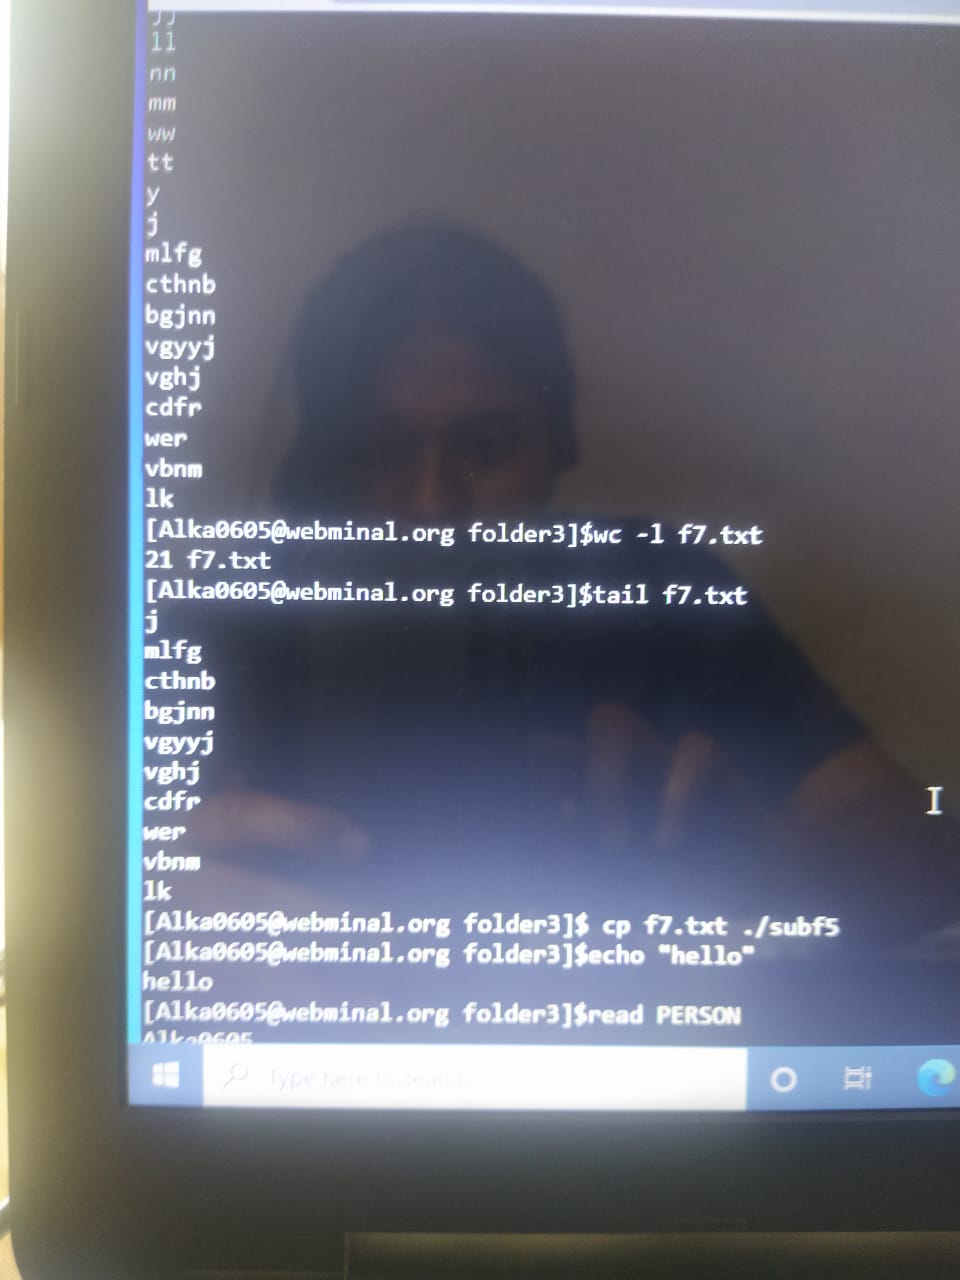 jj
ll
nn
mm
ww
tt
y
j
mlfg
cthnb
bgjnn
vgyyj
vghj
cdfr
wer
vbnm
lk
[Alka0605@webminal.org folder3]$wc -l f7.txt
21 f7.txt
[Alka0605@webminal.org folder3]$tail f7.txt
j
mlfg
cthnb
bgjnn
vgyyj
vghj
cdfr
wer
vbnm
lk
[Alka0605@webminal.org folder3]$ cp f7.txt ./subf5
[Alka0605@webminal.org folder3]$echo "hello"
hello
[Alka0605@webminal.org folder3]$read PERSON
Alka0605
Type here to search